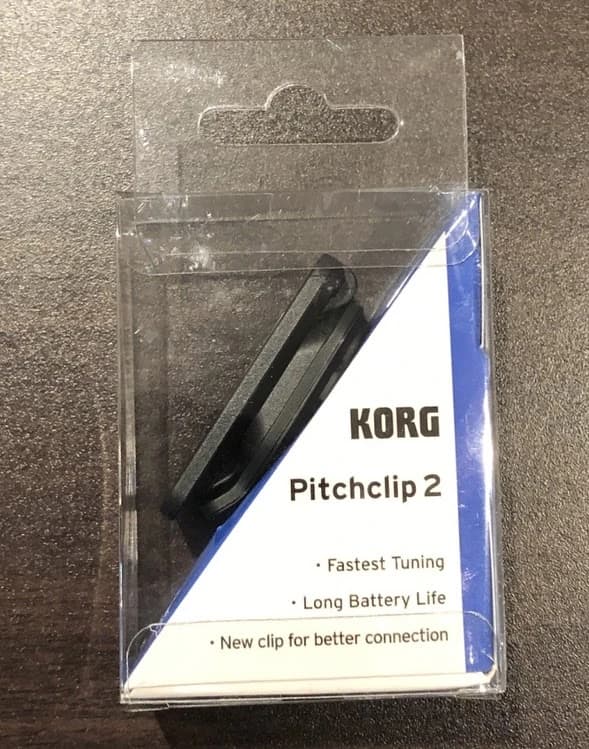 KORG
Pitchclip 2
· Fastest Tuning
· Long Battery Life
· New clip for better connection